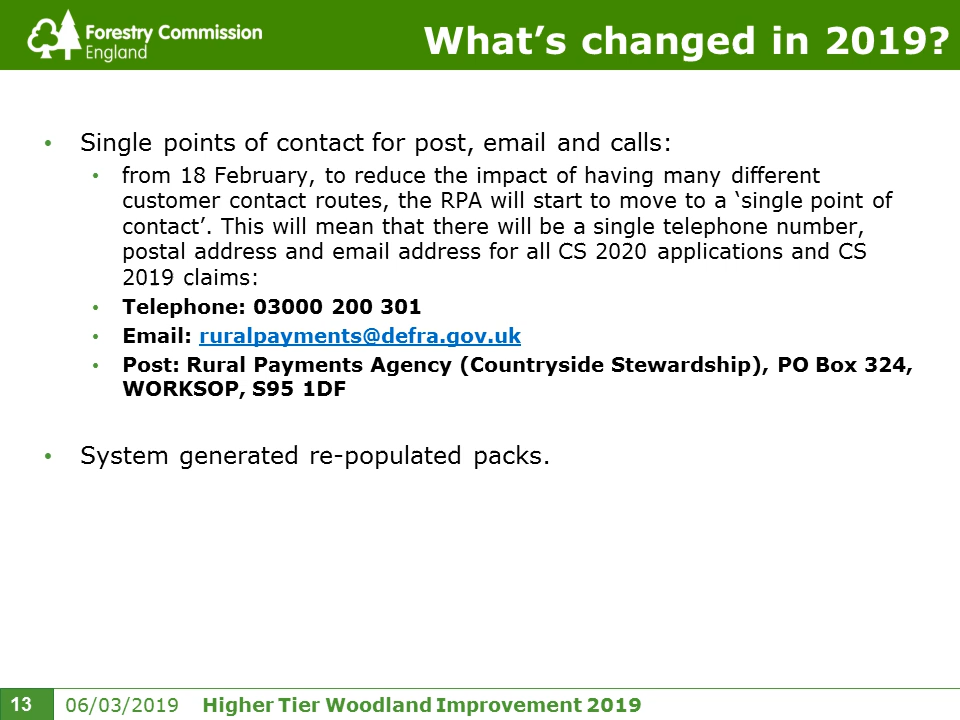 Forestry Commission
England
What’s changed in 2019?
• Single points of contact for post, email and calls:
• from 18 February, to reduce the impact of having many different
customer contact routes, the RPA will start to move to a ‘single point of
contact’. This will mean that there will be a single telephone number,
postal address and email address for all CS 2020 applications and CS
2019 claims:
• Telephone: 03000 200 301
• Email: ruralpayments@defra.gov.uk
• Post: Rural Payments Agency (Countryside Stewardship), PO Box 324,
WORKSOP, S95 1DF
• System generated re-populated packs.
13 06/03/2019 Higher Tier Woodland Improvement 2019